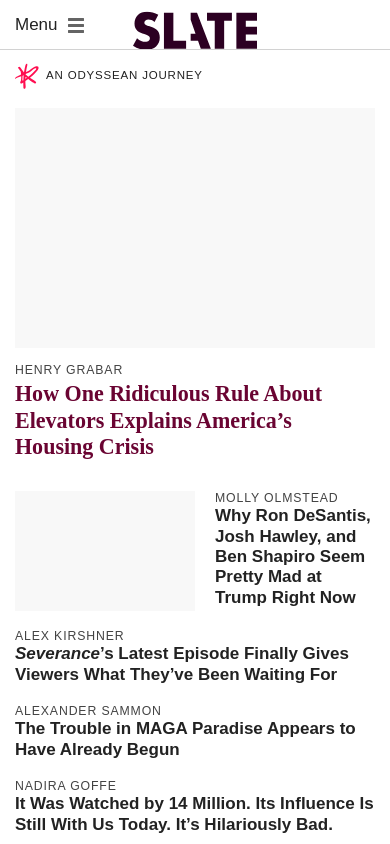 Menu
SLATE
AN ODYSSEAN JOURNEY
HENRY GRABAR
How One Ridiculous Rule About
Elevators Explains America’s
Housing Crisis
MOLLY OLMSTEAD
Why Ron DeSantis,
Josh Hawley, and
Ben Shapiro Seem
Pretty Mad at
Trump Right Now
ALEX KIRSHNER
Severance’s Latest Episode Finally Gives
Viewers What They’ve Been Waiting For
ALEXANDER SAMMON
The Trouble in MAGA Paradise Appears to
Have Already Begun
NADIRA GOFFE
It Was Watched by 14 Million. Its Influence Is
Still With Us Today. It’s Hilariously Bad.